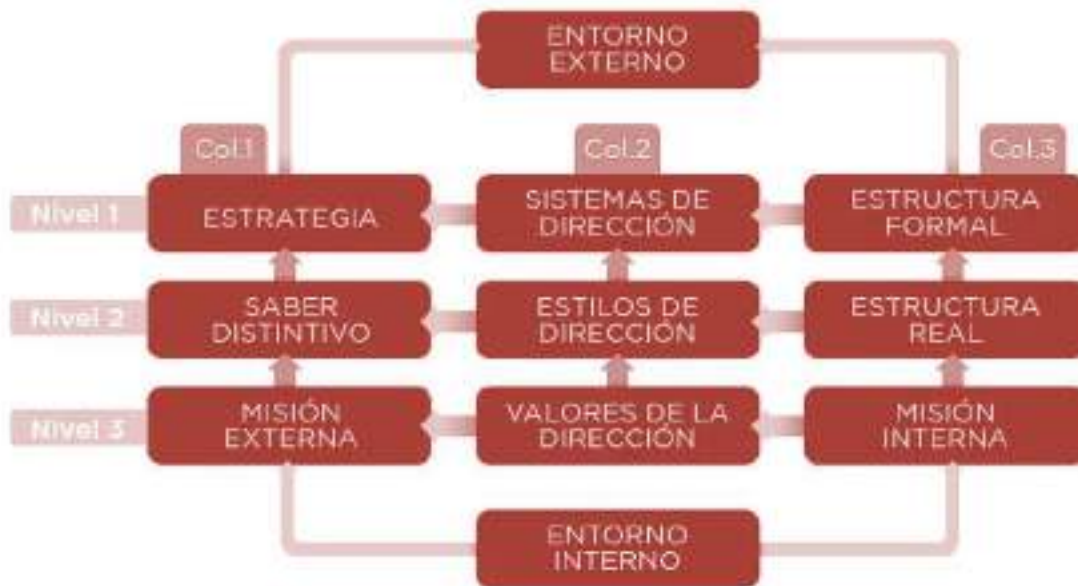 ENTORNO
EXTERNO
Col.1
Col.2
Col.3
Nivel 1
ESTRATEGIA
SISTEMAS DE
DIRECCIÓN
ESTRUCTURA
FORMAL
Nivel 2
SABER
DISTINTIVO
ESTILOS DE
DIRECCIÓN
ESTRUCTURA
REAL
Nivel 3
MISIÓN
EXTERNA
VALORES DE LA
DIRECCIÓN
MISIÓN
INTERNA
ENTORNO
INTERNO